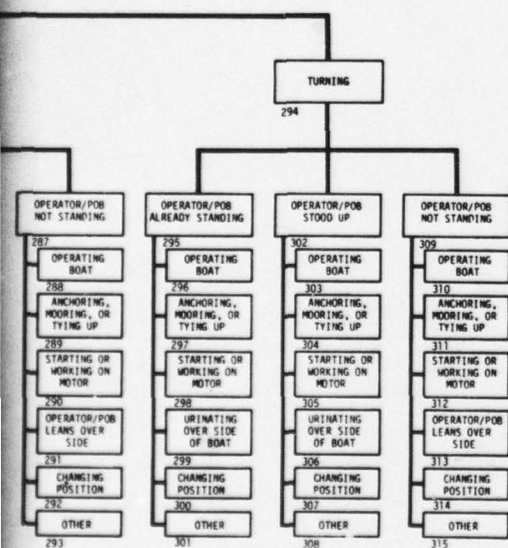 TURNING
294
OPERATOR/POB
NOT STANDING
287
OPERATING
BOAT
288
ANCHORING,
MOORING, OR
TYING UP
289
STARTING OR
WORKING ON
MOTOR
290
OPERATOR/POB
LEANS OVER
SIDE
291
CHANGING
POSITION
292
OTHER
293
OPERATOR/POB
ALREADY STANDING
295
OPERATING
BOAT
296
ANCHORING,
MOORING, OR
TYING UP
297
STARTING OR
WORKING ON
MOTOR
298
URINATING
OVER SIDE
OF BOAT
299
CHANGING
POSITION
300
OTHER
301
OPERATOR/POB
STOOD UP
302
OPERATING
BOAT
303
ANCHORING,
MOORING, OR
TYING UP
304
STARTING OR
WORKING ON
MOTOR
305
URINATING
OVER SIDE
OF BOAT
306
CHANGING
POSITION
307
OTHER
308
OPERATOR/POB
NOT STANDING
309
OPERATING
BOAT
310
ANCHORING,
MOORING, OR
TYING UP
311
STARTING OR
WORKING ON
MOTOR
312
OPERATOR/POB
LEANS OVER
SIDE
313
CHANGING
POSITION
314
OTHER
315